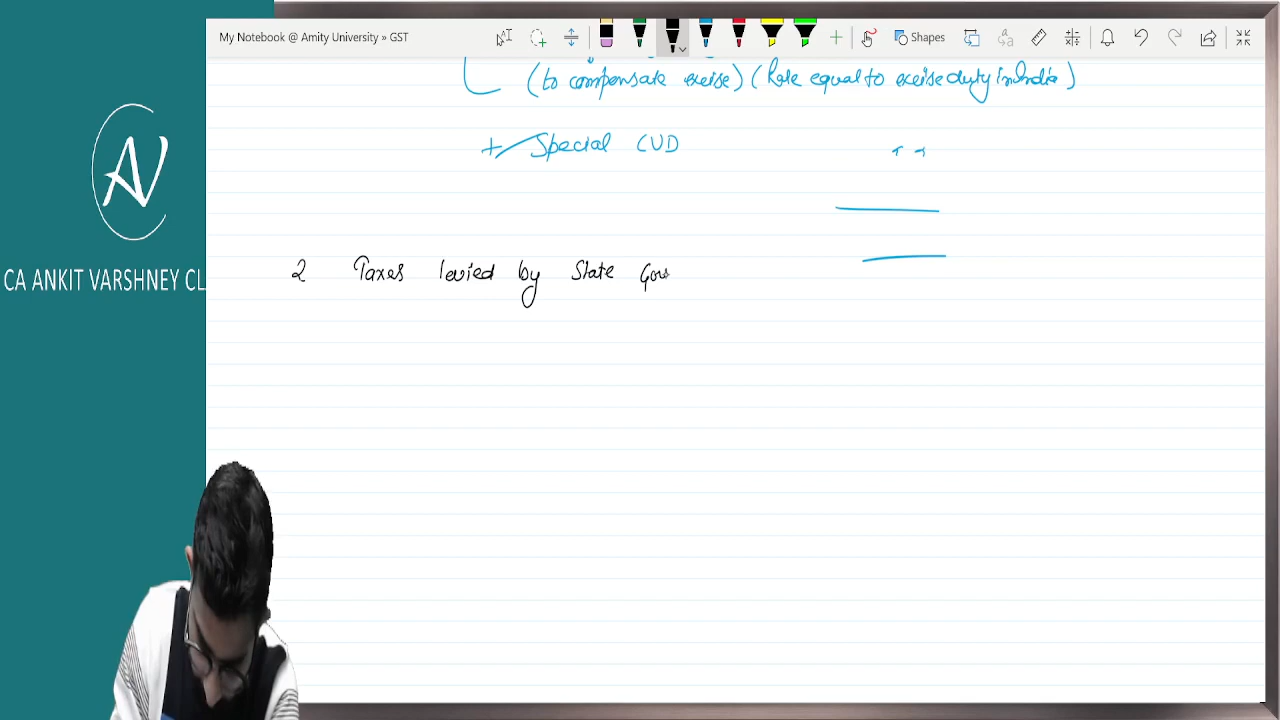 My Notebook @ Amity University » GST
Shapes
(to compensate excise) (Rate equal to excise duty in India)
+ Special CVD
AV
CA ANKIT VARSHNEY CL
2 Taxes levied by State Gov